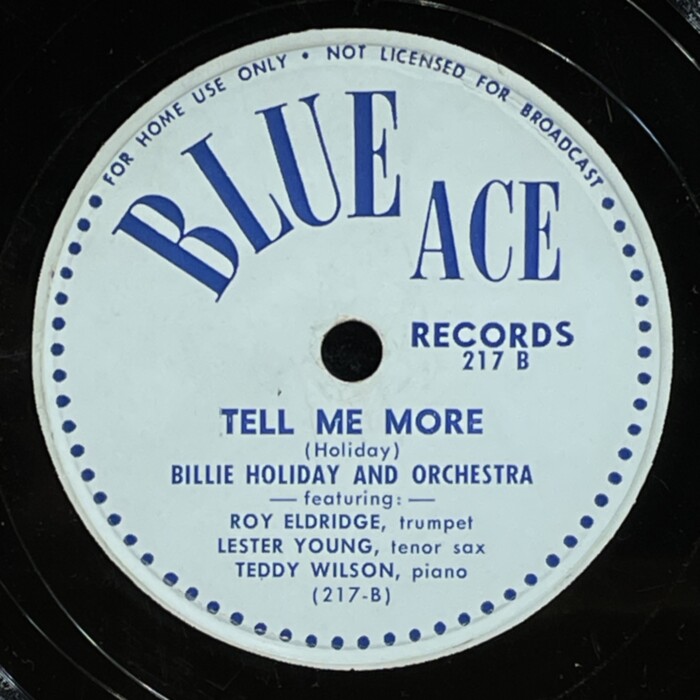 FOR HOME USE ONLY • NOT LICENSED FOR BROADCAST
BLUE
ACE
RECORDS
217 B
TELL ME MORE
(Holiday)
BILLIE HOLIDAY AND ORCHESTRA
— featuring: —
ROY ELDRIDGE, trumpet
LESTER YOUNG, tenor sax
TEDDY WILSON, piano
(217-B)